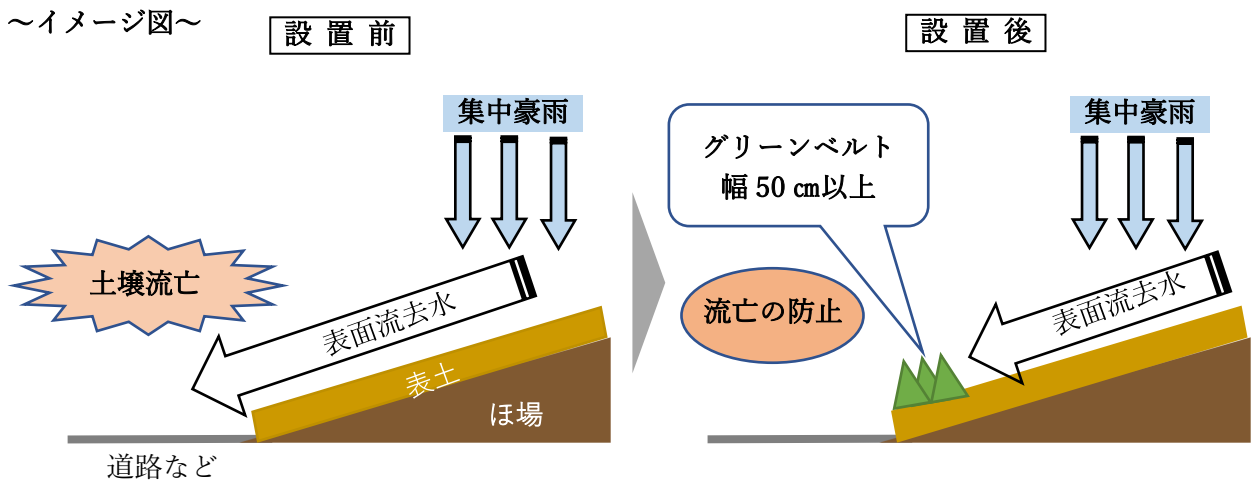 ～イメージ図～
設置前
集中豪雨
土壌流亡
表面流去水
表土
ほ場
道路など
設置後
集中豪雨
グリーンベルト
幅50㎝以上
流亡の防止
表面流去水